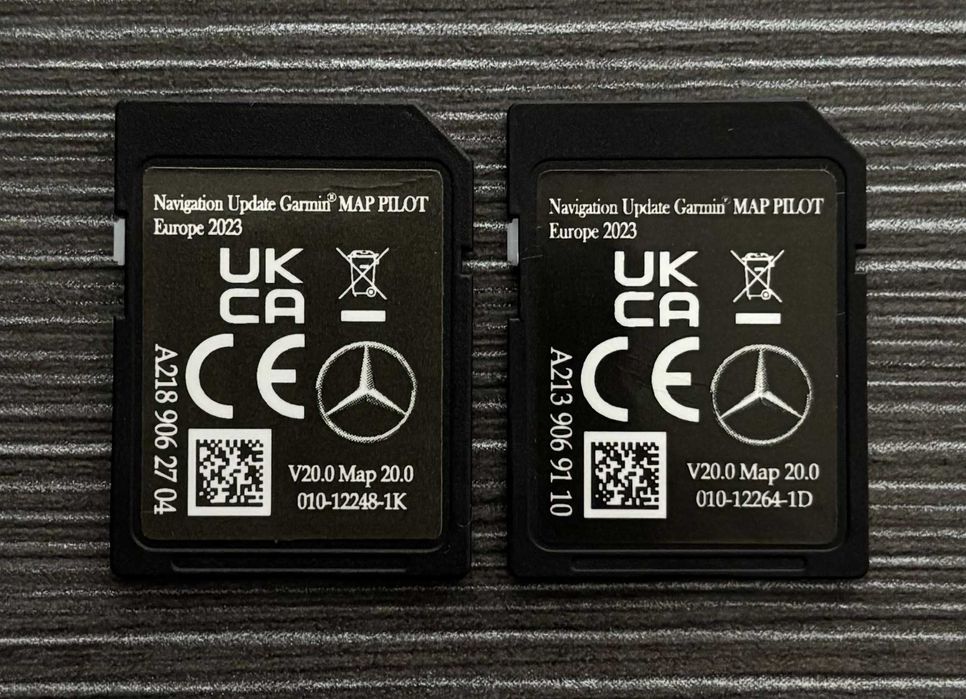 Navigation Update Garmin® MAP PILOT
Europe 2023
UK
CA
CE
A218 906 27 04
V20.0 Map 20.0
010-12248-1K
Navigation Update Garmin® MAP PILOT
Europe 2023
UK
CA
CE
A213 906 91 10
V20.0 Map 20.0
010-12264-1D